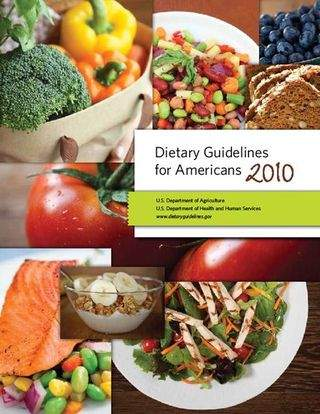 Dietary Guidelines
for Americans 2010
U.S. Department of Agriculture
U.S. Department of Health and Human Services
www.dietaryguidelines.gov